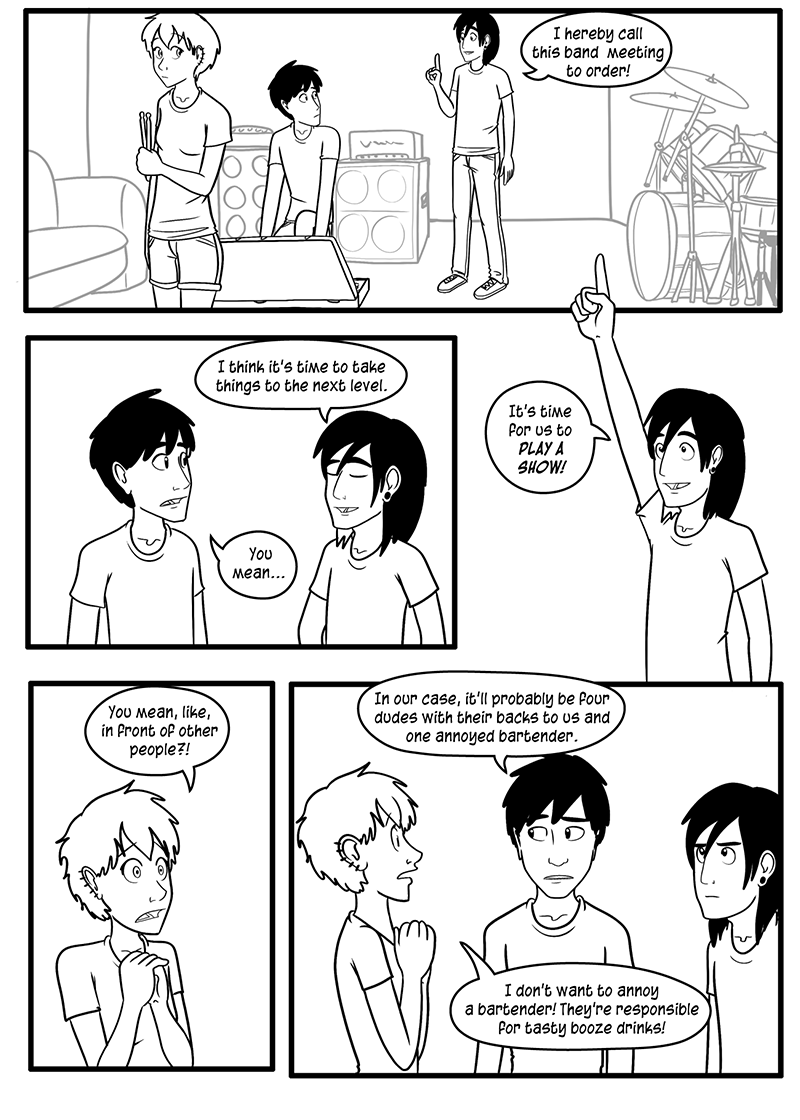 I hereby call
this band meeting
to order!
I think it's time to take
things to the next level.
You
mean...
It's time
for us to
PLAY A
SHOW!
You mean, like,
in front of other
people?!
In our case, it'll probably be four
dudes with their backs to us and
one annoyed bartender.
I don't want to annoy
a bartender! They're responsible
for tasty booze drinks!